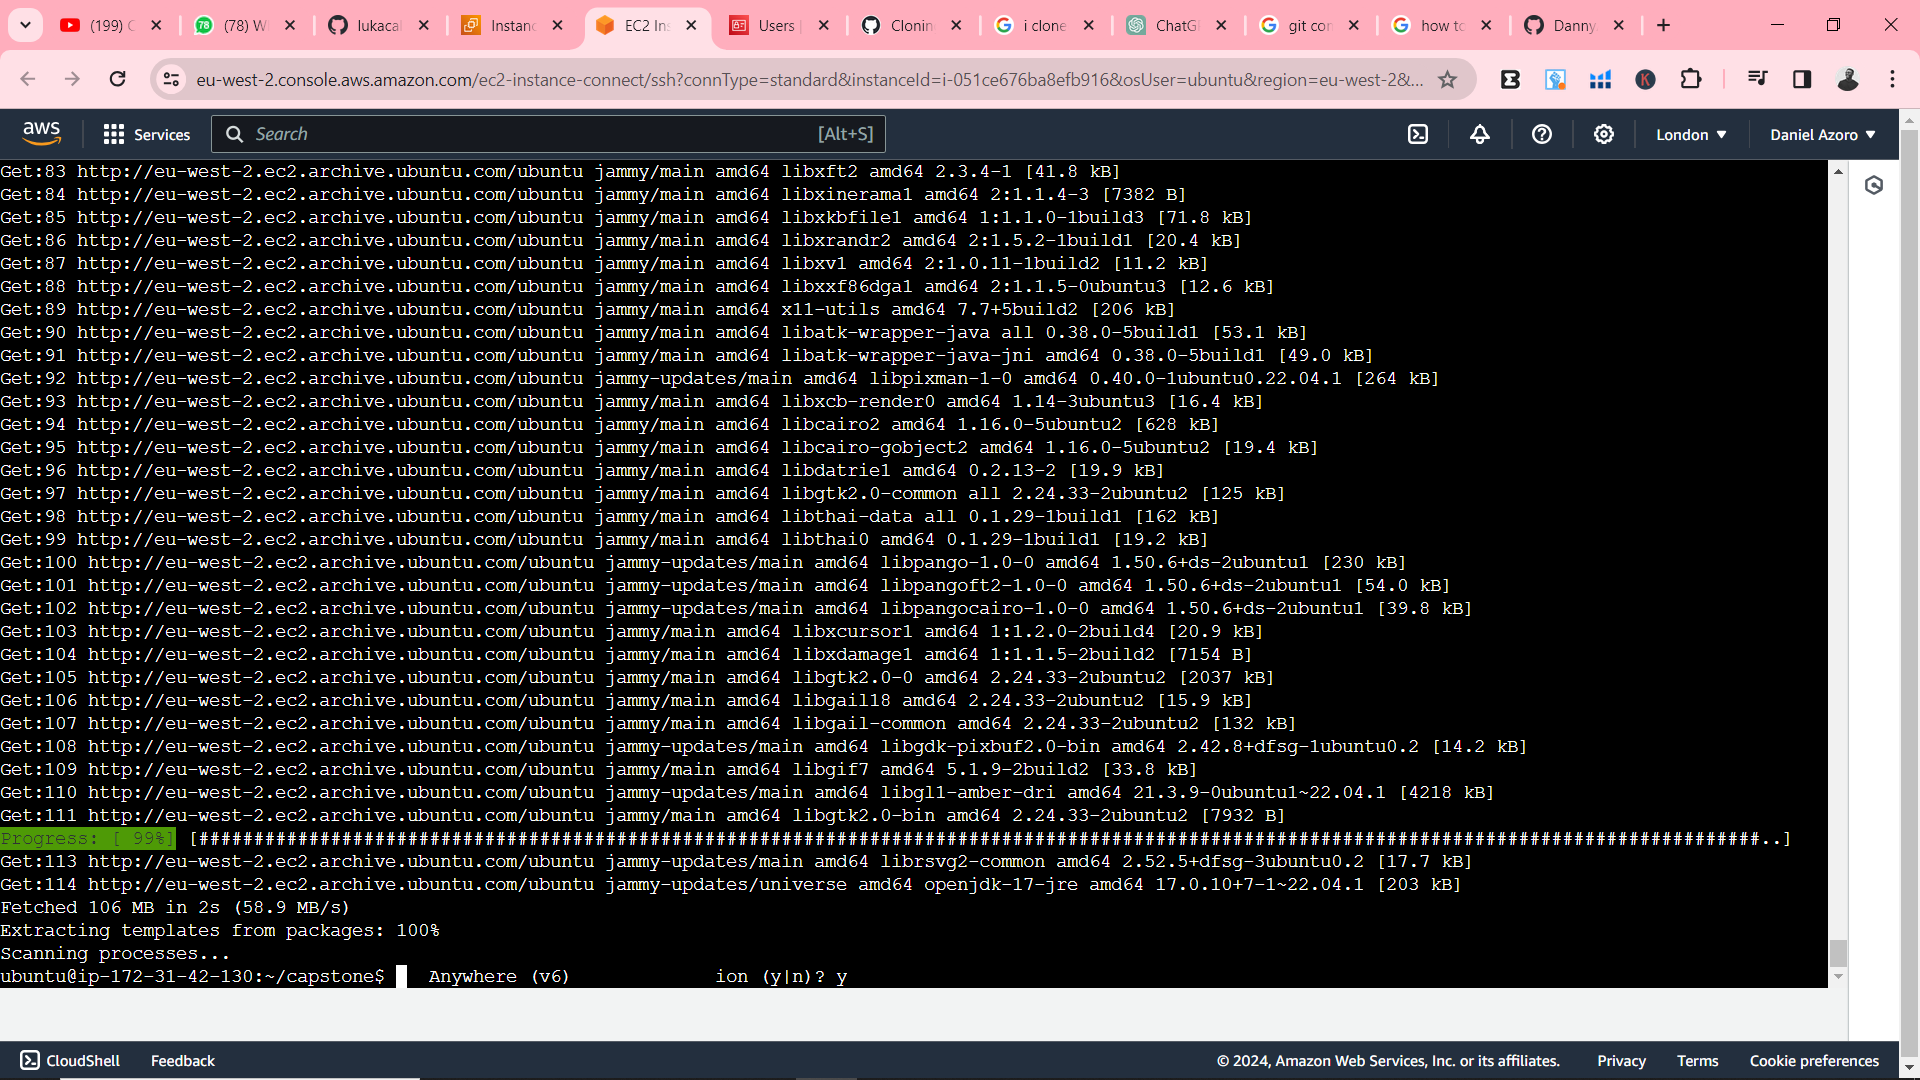 (199) C
(78) W
lukaca
Instanc
EC2 Ins
Users |
Clonin
i clone
ChatGP
git con
how to
Danny
eu-west-2.console.aws.amazon.com/ec2-instance-connect/ssh?connType=standard&instanceId=i-051ce676ba8efb916&osUser=ubuntu&region=eu-west-2&...
aws
Services
Search
[Alt+S]
London
Daniel Azoro
Get:83 http://eu-west-2.ec2.archive.ubuntu.com/ubuntu jammy/main amd64 libxft2 amd64 2.3.4-1 [41.8 kB]
Get:84 http://eu-west-2.ec2.archive.ubuntu.com/ubuntu jammy/main amd64 libxinerama1 amd64 2:1.1.4-3 [7382 B]
Get:85 http://eu-west-2.ec2.archive.ubuntu.com/ubuntu jammy/main amd64 libxkbfile1 amd64 1:1.1.0-1build3 [71.8 kB]
Get:86 http://eu-west-2.ec2.archive.ubuntu.com/ubuntu jammy/main amd64 libxrandr2 amd64 2:1.5.2-1build1 [20.4 kB]
Get:87 http://eu-west-2.ec2.archive.ubuntu.com/ubuntu jammy/main amd64 libxv1 amd64 2:1.0.11-1build2 [11.2 kB]
Get:88 http://eu-west-2.ec2.archive.ubuntu.com/ubuntu jammy/main amd64 libxxf86dga1 amd64 2:1.1.5-0ubuntu3 [12.6 kB]
Get:89 http://eu-west-2.ec2.archive.ubuntu.com/ubuntu jammy/main amd64 x11-utils amd64 7.7+5build2 [206 kB]
Get:90 http://eu-west-2.ec2.archive.ubuntu.com/ubuntu jammy/main amd64 libatk-wrapper-java all 0.38.0-5build1 [53.1 kB]
Get:91 http://eu-west-2.ec2.archive.ubuntu.com/ubuntu jammy/main amd64 libatk-wrapper-java-jni amd64 0.38.0-5build1 [49.0 kB]
Get:92 http://eu-west-2.ec2.archive.ubuntu.com/ubuntu jammy-updates/main amd64 libpixman-1-0 amd64 0.40.0-1ubuntu0.22.04.1 [264 kB]
Get:93 http://eu-west-2.ec2.archive.ubuntu.com/ubuntu jammy/main amd64 libxcb-render0 amd64 1.14-3ubuntu3 [16.4 kB]
Get:94 http://eu-west-2.ec2.archive.ubuntu.com/ubuntu jammy/main amd64 libcairo2 amd64 1.16.0-5ubuntu2 [628 kB]
Get:95 http://eu-west-2.ec2.archive.ubuntu.com/ubuntu jammy/main amd64 libcairo-gobject2 amd64 1.16.0-5ubuntu2 [19.4 kB]
Get:96 http://eu-west-2.ec2.archive.ubuntu.com/ubuntu jammy/main amd64 libdatrie1 amd64 0.2.13-2 [19.9 kB]
Get:97 http://eu-west-2.ec2.archive.ubuntu.com/ubuntu jammy/main amd64 libgtk2.0-common all 2.24.33-2ubuntu2 [125 kB]
Get:98 http://eu-west-2.ec2.archive.ubuntu.com/ubuntu jammy/main amd64 libthai-data all 0.1.29-1build1 [162 kB]
Get:99 http://eu-west-2.ec2.archive.ubuntu.com/ubuntu jammy/main amd64 libthai0 amd64 0.1.29-1build1 [19.2 kB]
Get:100 http://eu-west-2.ec2.archive.ubuntu.com/ubuntu jammy-updates/main amd64 libpango-1.0-0 amd64 1.50.6+ds-2ubuntu1 [230 kB]
Get:101 http://eu-west-2.ec2.archive.ubuntu.com/ubuntu jammy-updates/main amd64 libpangoft2-1.0-0 amd64 1.50.6+ds-2ubuntu1 [54.0 kB]
Get:102 http://eu-west-2.ec2.archive.ubuntu.com/ubuntu jammy-updates/main amd64 libpangocairo-1.0-0 amd64 1.50.6+ds-2ubuntu1 [39.8 kB]
Get:103 http://eu-west-2.ec2.archive.ubuntu.com/ubuntu jammy/main amd64 libxcursor1 amd64 1:1.2.0-2build4 [20.9 kB]
Get:104 http://eu-west-2.ec2.archive.ubuntu.com/ubuntu jammy/main amd64 libxdamage1 amd64 1:1.1.5-2build2 [7154 B]
Get:105 http://eu-west-2.ec2.archive.ubuntu.com/ubuntu jammy/main amd64 libgtk2.0-0 amd64 2.24.33-2ubuntu2 [2037 kB]
Get:106 http://eu-west-2.ec2.archive.ubuntu.com/ubuntu jammy/main amd64 libgail18 amd64 2.24.33-2ubuntu2 [15.9 kB]
Get:107 http://eu-west-2.ec2.archive.ubuntu.com/ubuntu jammy/main amd64 libgail-common amd64 2.24.33-2ubuntu2 [132 kB]
Get:108 http://eu-west-2.ec2.archive.ubuntu.com/ubuntu jammy-updates/main amd64 libgdk-pixbuf2.0-bin amd64 2.42.8+dfsg-1ubuntu0.2 [14.2 kB]
Get:109 http://eu-west-2.ec2.archive.ubuntu.com/ubuntu jammy/main amd64 libgif7 amd64 5.1.9-2build2 [33.8 kB]
Get:110 http://eu-west-2.ec2.archive.ubuntu.com/ubuntu jammy-updates/main amd64 libgl1-amber-dri amd64 21.3.9-0ubuntu1~22.04.1 [4218 kB]
Get:111 http://eu-west-2.ec2.archive.ubuntu.com/ubuntu jammy/main amd64 libgtk2.0-bin amd64 2.24.33-2ubuntu2 [7932 B]
Progress: [ 99%] [##############################################################################################################################################..]
Get:113 http://eu-west-2.ec2.archive.ubuntu.com/ubuntu jammy-updates/main amd64 librsvg2-common amd64 2.52.5+dfsg-3ubuntu0.2 [17.7 kB]
Get:114 http://eu-west-2.ec2.archive.ubuntu.com/ubuntu jammy-updates/universe amd64 openjdk-17-jre amd64 17.0.10+7-1~22.04.1 [203 kB]
Fetched 106 MB in 2s (58.9 MB/s)
Extracting templates from packages: 100%
Scanning processes...
ubuntu@ip-172-31-42-130:~/capstone$ Anywhere (v6) ion (y|n)? y
CloudShell
Feedback
© 2024, Amazon Web Services, Inc. or its affiliates.
Privacy
Terms
Cookie preferences